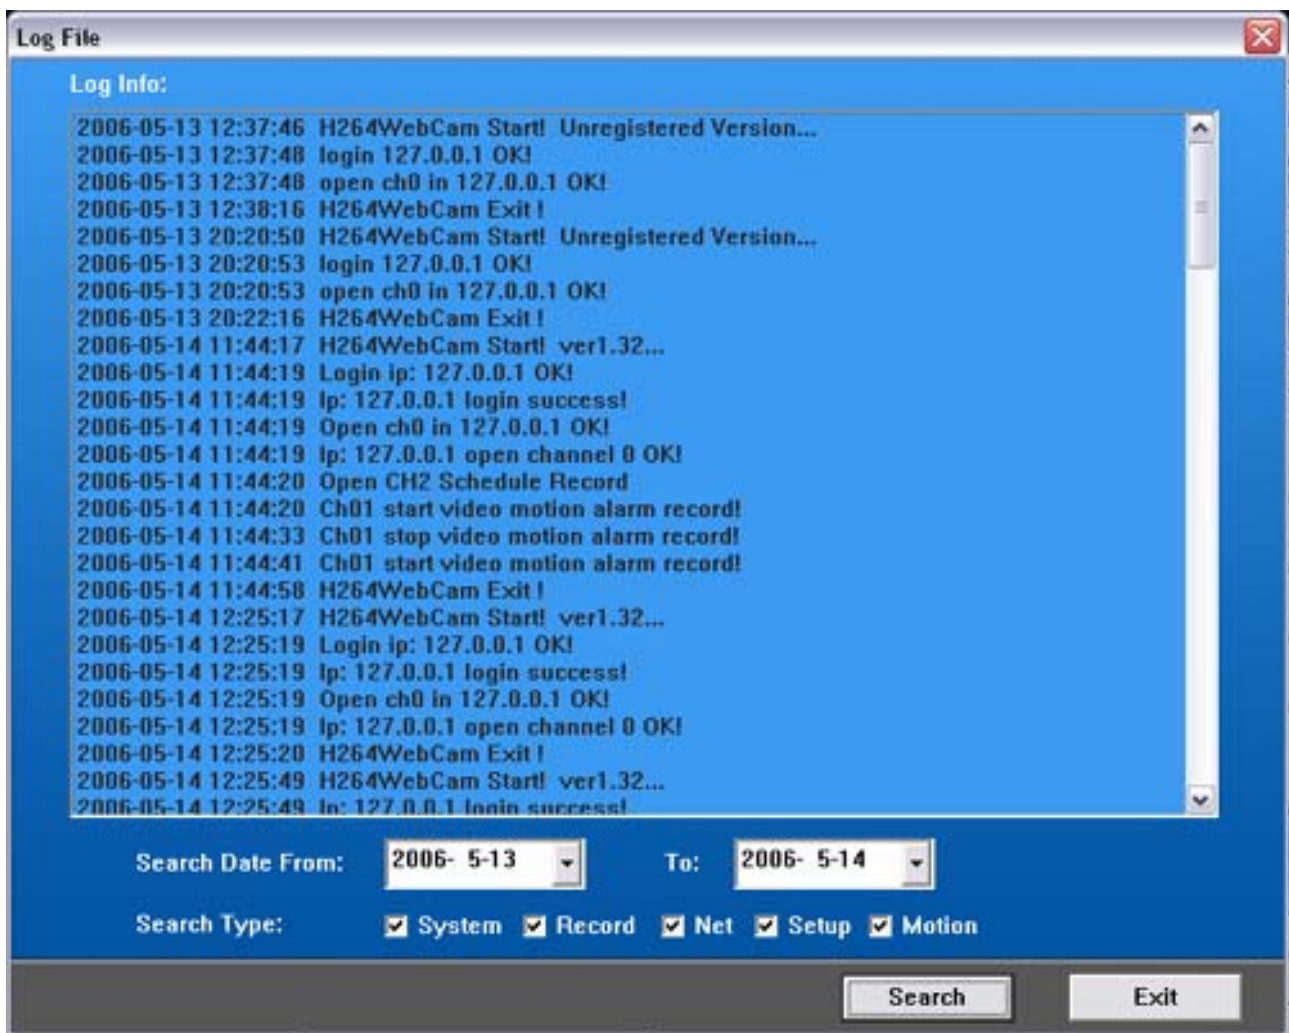 Log File
Log Info:
2006-05-13 12:37:46 H264WebCam Start! Unregistered Version...
2006-05-13 12:37:48 login 127.0.0.1 OK!
2006-05-13 12:37:48 open ch0 in 127.0.0.1 OK!
2006-05-13 12:38:16 H264WebCam Exit !
2006-05-13 20:20:50 H264WebCam Start! Unregistered Version...
2006-05-13 20:20:53 login 127.0.0.1 OK!
2006-05-13 20:20:53 open ch0 in 127.0.0.1 OK!
2006-05-13 20:22:16 H264WebCam Exit !
2006-05-14 11:44:17 H264WebCam Start! ver1.32...
2006-05-14 11:44:19 Login ip: 127.0.0.1 OK!
2006-05-14 11:44:19 Ip: 127.0.0.1 login success!
2006-05-14 11:44:19 Open ch0 in 127.0.0.1 OK!
2006-05-14 11:44:19 Ip: 127.0.0.1 open channel 0 OK!
2006-05-14 11:44:20 Open CH2 Schedule Record
2006-05-14 11:44:20 Ch01 start video motion alarm record!
2006-05-14 11:44:33 Ch01 stop video motion alarm record!
2006-05-14 11:44:41 Ch01 start video motion alarm record!
2006-05-14 11:44:58 H264WebCam Exit !
2006-05-14 12:25:17 H264WebCam Start! ver1.32...
2006-05-14 12:25:19 Login ip: 127.0.0.1 OK!
2006-05-14 12:25:19 Ip: 127.0.0.1 login success!
2006-05-14 12:25:19 Open ch0 in 127.0.0.1 OK!
2006-05-14 12:25:19 Ip: 127.0.0.1 open channel 0 OK!
2006-05-14 12:25:20 H264WebCam Exit !
2006-05-14 12:25:49 H264WebCam Start! ver1.32...
2006-05-14 12:25:49 Ip: 127.0.0.1 login success!
Search Date From: 2006- 5-13 To: 2006- 5-14
Search Type: System Record Net Setup Motion
Search Exit